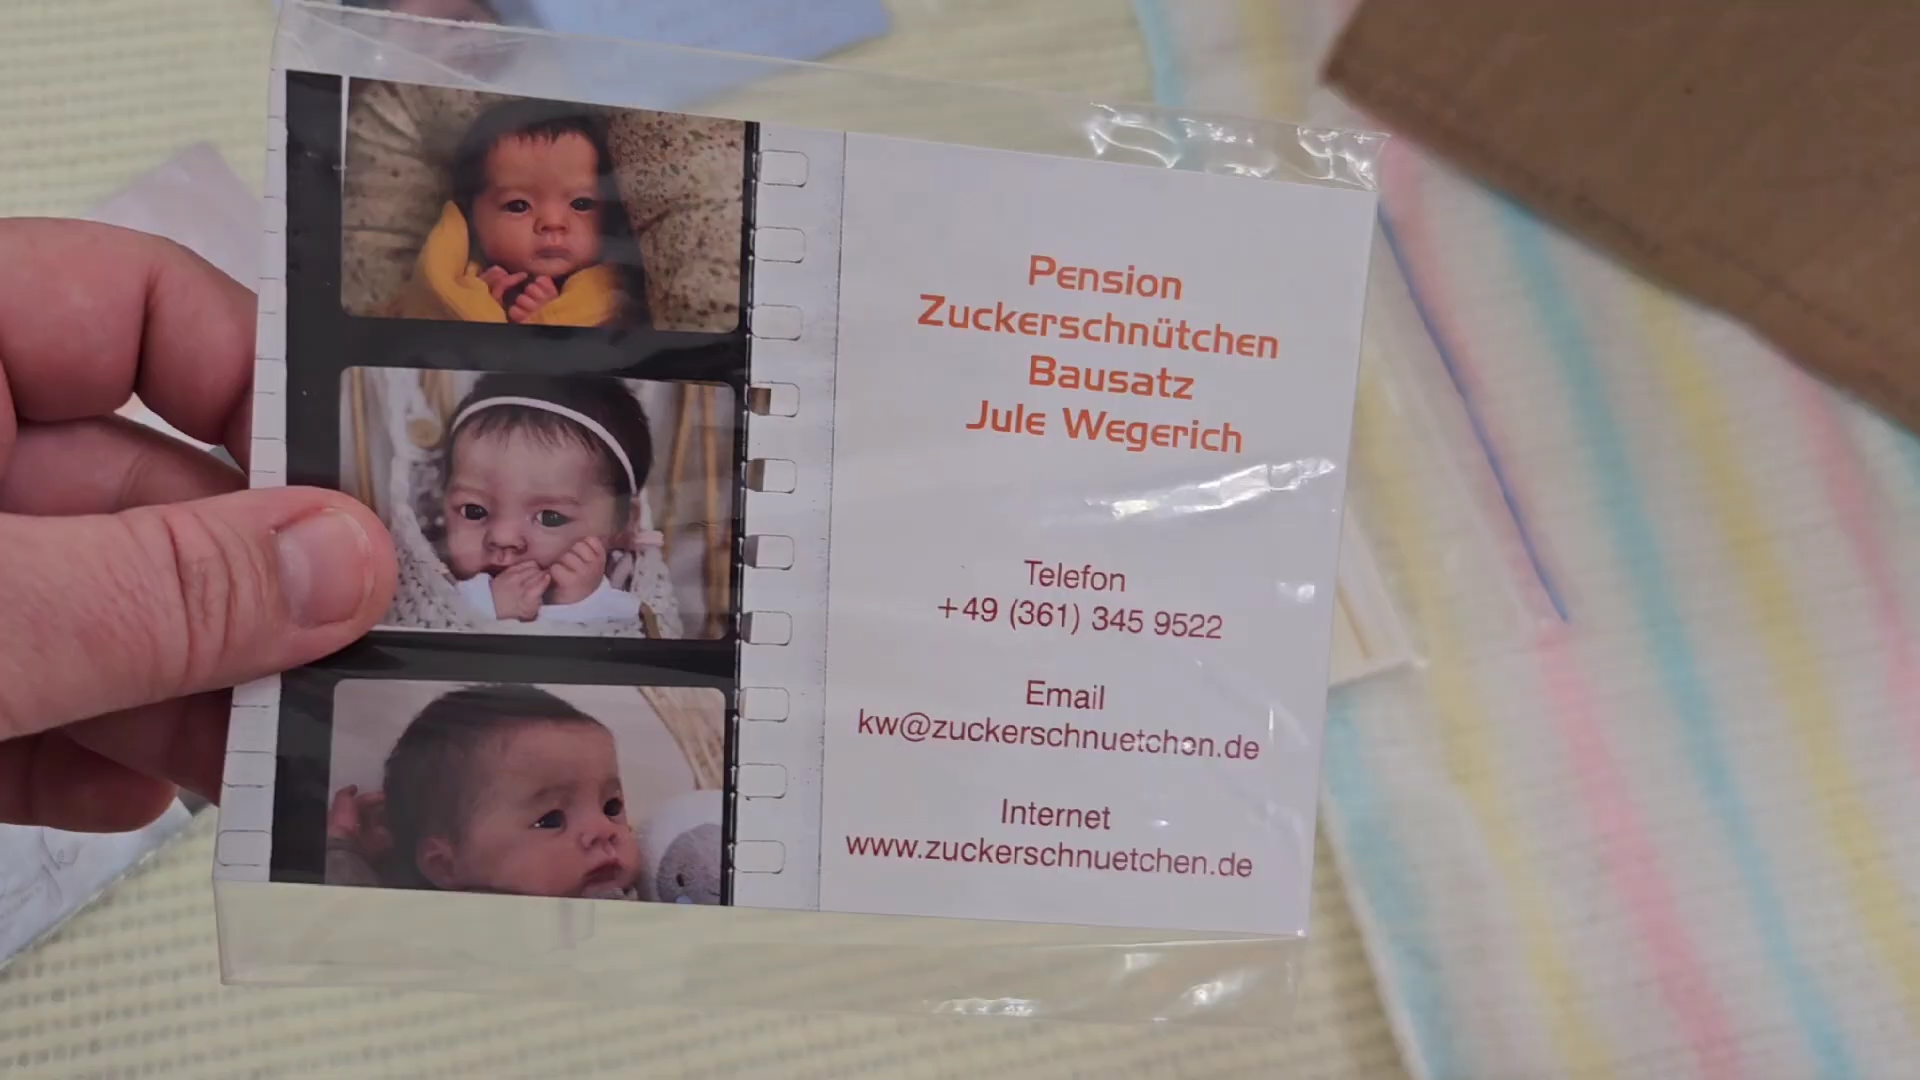 Pension
Zuckerschnütchen
Bausatz
Jule Wegerich
Telefon
+49 (361) 345 9522
Email
kw@zuckerschnuetchen.de
Internet
www.zuckerschnuetchen.de